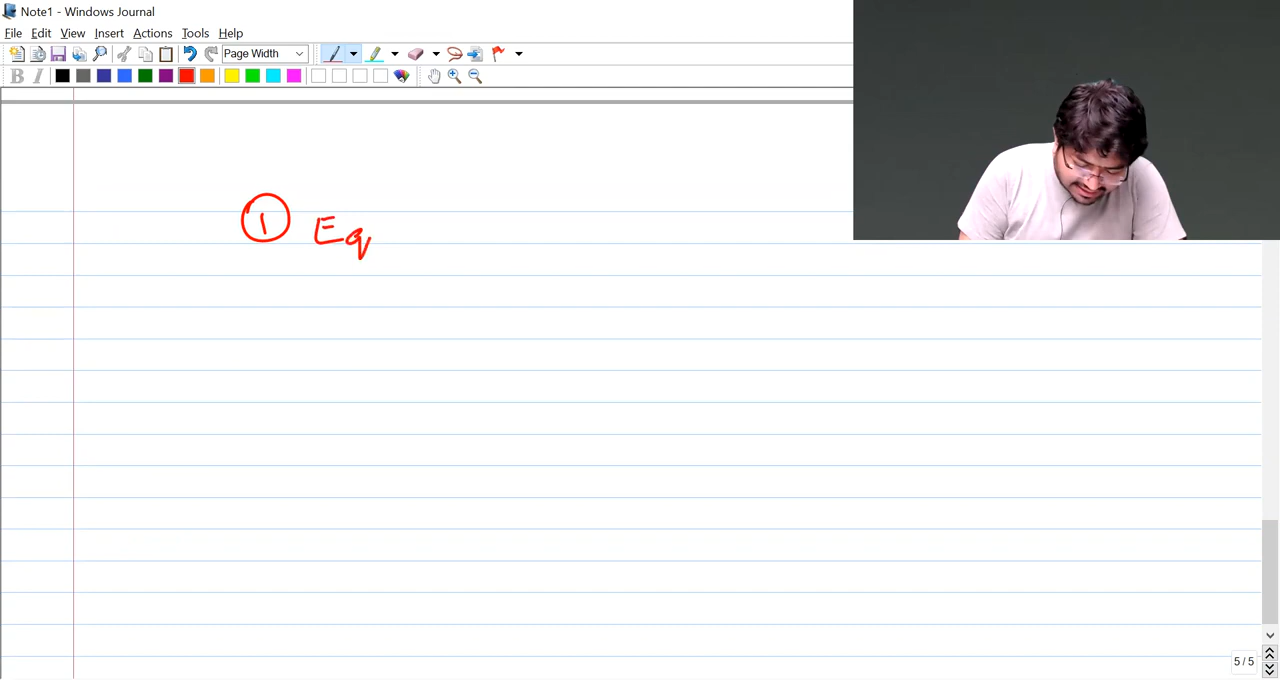 Note1 - Windows Journal
File Edit View Insert Actions Tools Help
Page Width
B I
① Eq
5 / 5